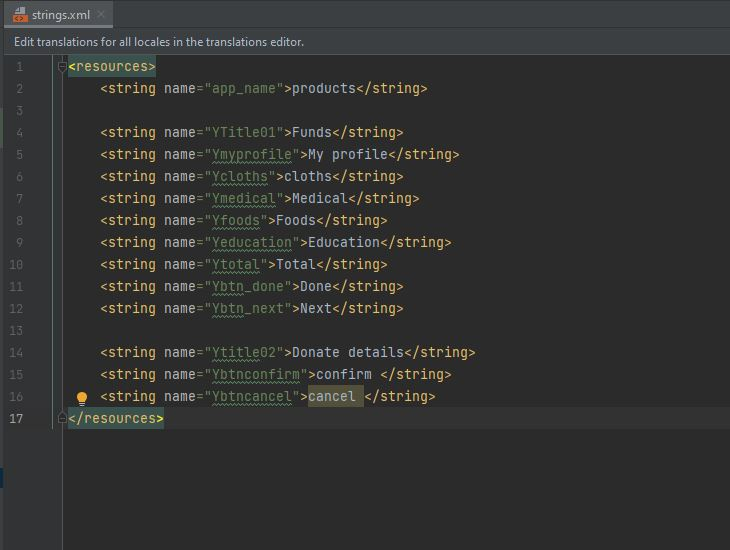 strings.xml
Edit translations for all locales in the translations editor.
1 <resources>
2 <string name="app_name">products</string>
3
4 <string name="YTitle01">Funds</string>
5 <string name="Ymyprofile">My profile</string>
6 <string name="Ycloths">cloths</string>
7 <string name="Ymedical">Medical</string>
8 <string name="Yfoods">Foods</string>
9 <string name="Yeducation">Education</string>
10 <string name="Ytotal">Total</string>
11 <string name="Ybtn_done">Done</string>
12 <string name="Ybtn_next">Next</string>
13
14 <string name="Ytitle02">Donate details</string>
15 <string name="Ybtnconfirm">confirm </string>
16 <string name="Ybtncancel">cancel </string>
17 </resources>